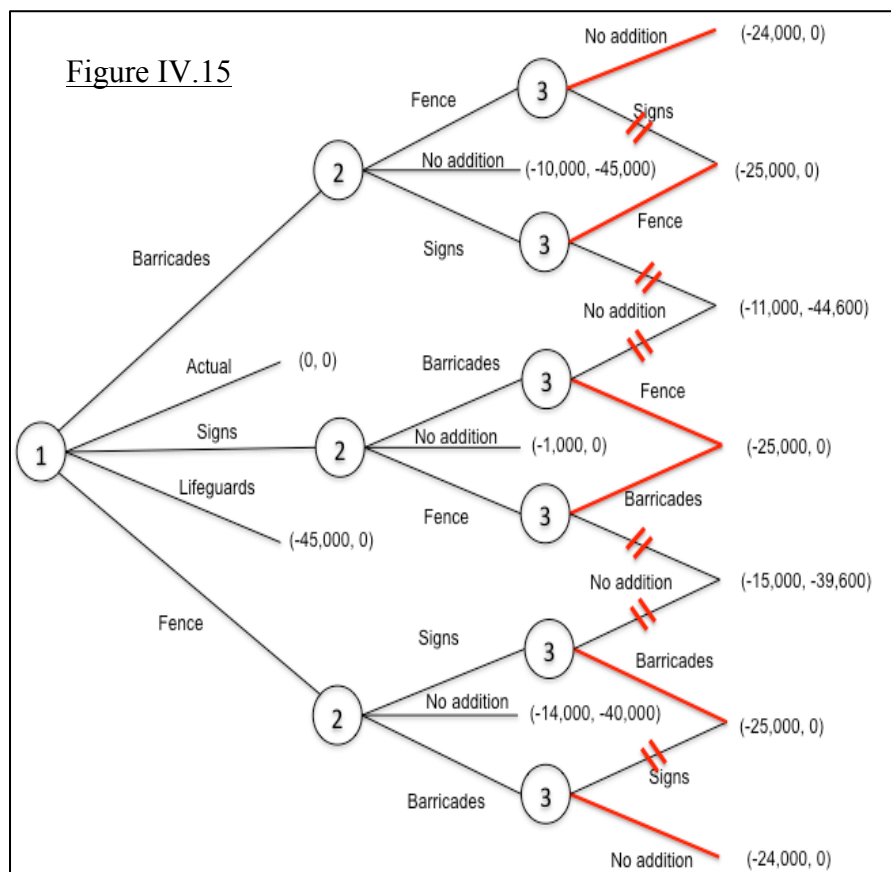 No addition
(-24,000, 0)
Figure IV.15
3
Fence
Signs
No addition
(-10,000, -45,000)
(-25,000, 0)
2
3
Fence
Signs
Barricades
No addition
(-11,000, -44,600)
Actual
(0, 0)
Barricades
3
Fence
Signs
2
No addition
(-1,000, 0)
(-25,000, 0)
1
Lifeguards
Fence
3
Barricades
(-45,000, 0)
No addition
(-15,000, -39,600)
Fence
Signs
3
Barricades
2
No addition
(-14,000, -40,000)
(-25,000, 0)
Signs
Barricades
3
No addition
(-24,000, 0)